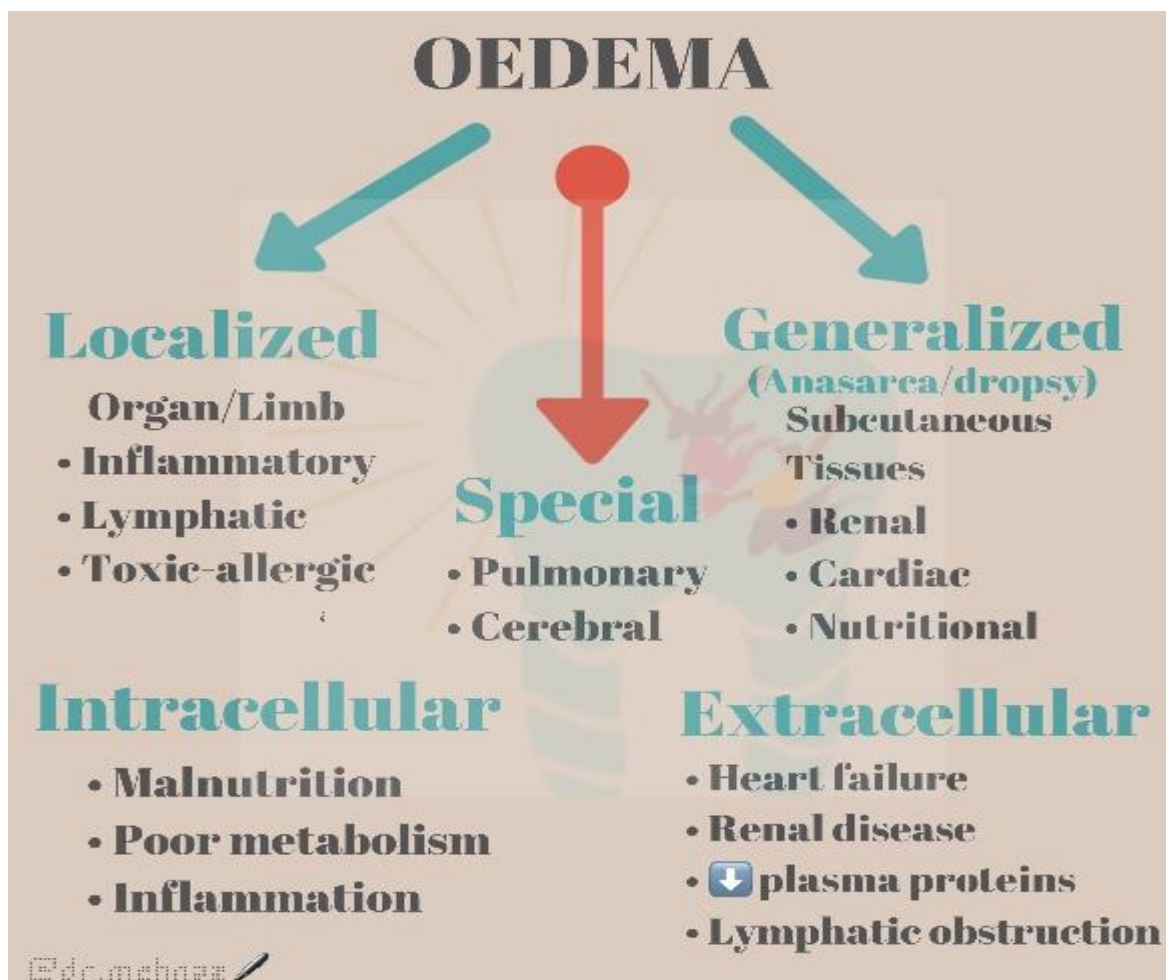 OEDEMA
Localized
Organ/Limb
• Inflammatory
• Lymphatic
• Toxic-allergic
Special
• Pulmonary
• Cerebral
Generalized
(Anasarca/dropsy)
Subcutaneous
Tissues
• Renal
• Cardiac
• Nutritional
Intracellular
• Malnutrition
• Poor metabolism
• Inflammation
Extracellular
• Heart failure
• Renal disease
• ⬇️ plasma proteins
• Lymphatic obstruction